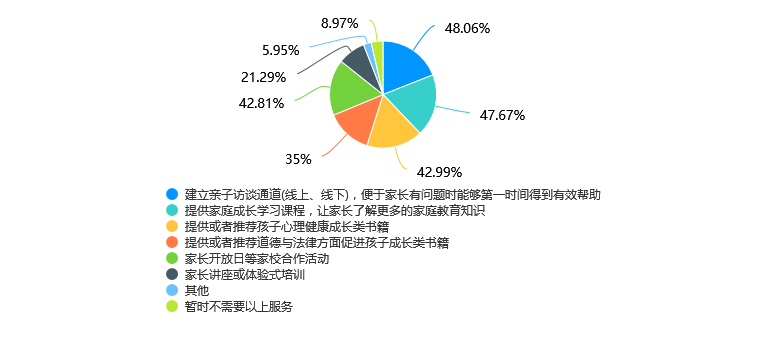 8.97%
48.06%
5.95%
21.29%
42.81%
47.67%
35%
42.99%
建立亲子访谈通道(线上、线下)，便于家长有问题时能够第一时间得到有效帮助
提供家庭成长学习课程，让家长了解更多的家庭教育知识
提供或者推荐孩子心理健康成长类书籍
提供或者推荐道德与法律方面促进孩子成长类书籍
家长开放日等家校合作活动
家长讲座或体验式培训
其他
暂时不需要以上服务